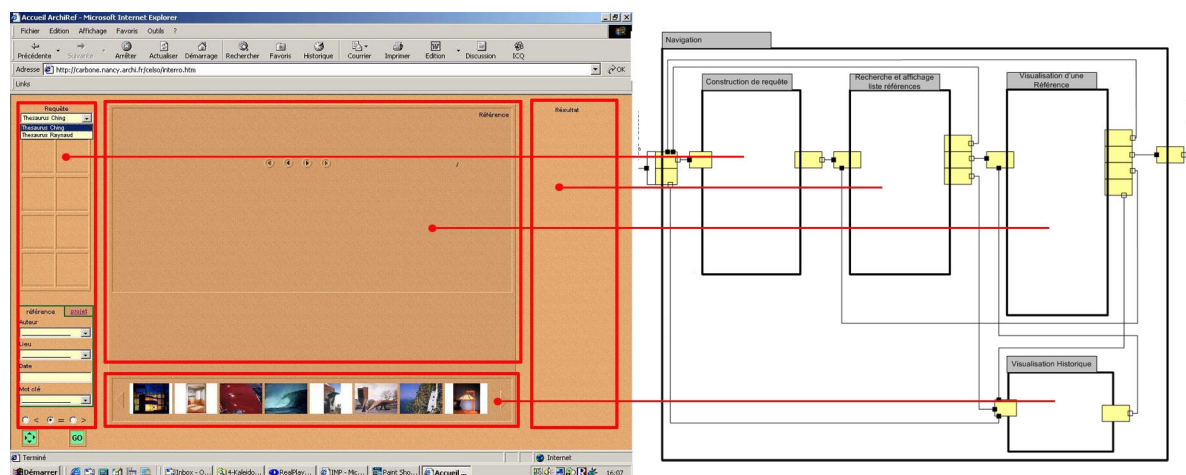 Accueil ArchiRef - Microsoft Internet Explorer
Fichier Edition Affichage Favoris Outils ?
Précédente Suivante Arrêter Actualiser Démarrage Rechercher Favoris Historique Courrier Imprimer Edition Discussion ICQ
Adresse http://carbone.nancy.archi.fr/celso/interro.htm OK
Links
Requête
Thesaurus Ching
Thesaurus Ching
Thesaurus Raynaud
Référence
/
Résultat
référence projet
Auteur
Lieu
Date
Mot clé
< = >
GO
Terminé
Internet
Démarrer Inbox - O... 4-Kaleido... RealPlay... IMP - Mic... Paint Sho... Accueil ... 16:07
Navigation
Construction de requête
Recherche et affichage
liste références
Visualisation d'une
Référence
Visualisation Historique